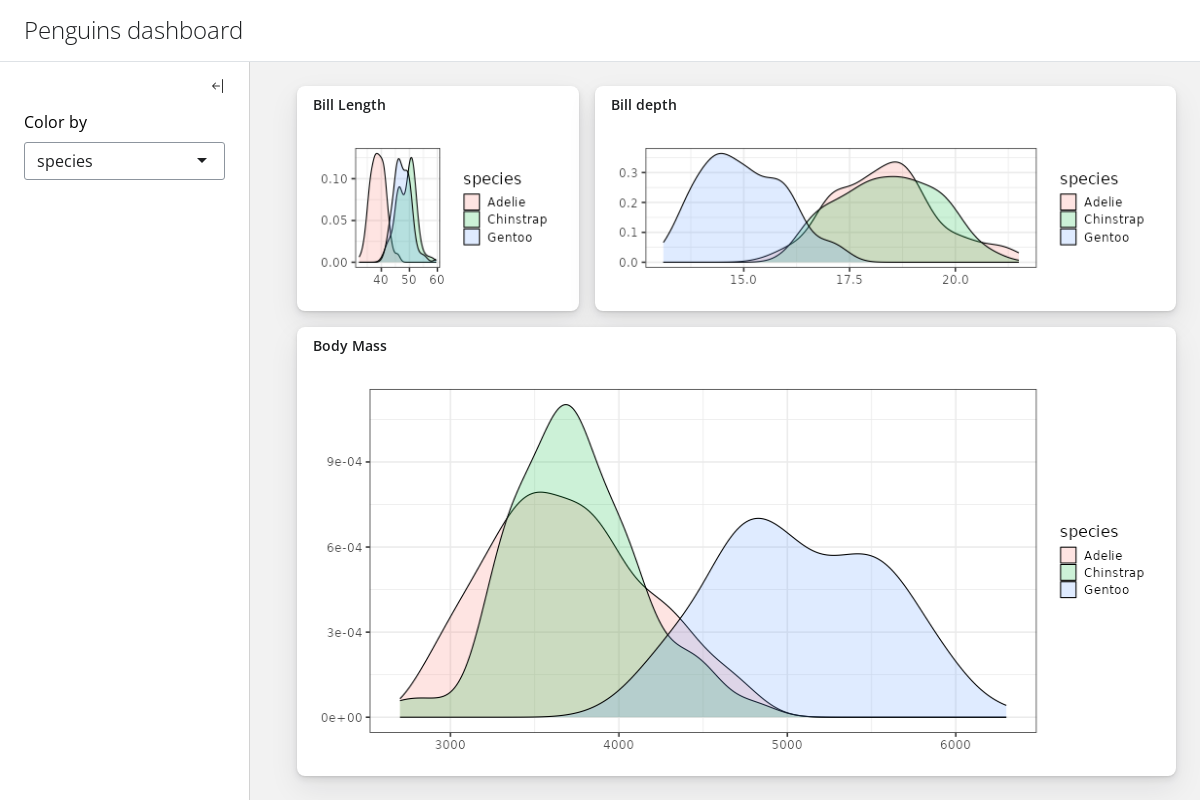 Penguins dashboard
Color by
species
Bill Length
0.10
0.05
0.00
40 50 60
species
Adelie
Chinstrap
Gentoo
Bill depth
0.3
0.2
0.1
0.0
15.0 17.5 20.0
species
Adelie
Chinstrap
Gentoo
Body Mass
9e-04
6e-04
3e-04
0e+00
3000 4000 5000 6000
species
Adelie
Chinstrap
Gentoo